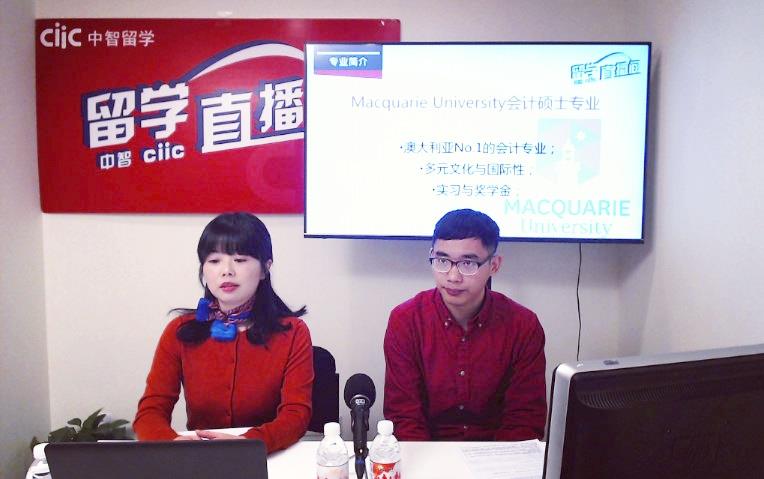 ciic 中智留学
留学直播
中智 ciic
专业简介
留学直播间
Macquarie University会计硕士专业
•澳大利亚No 1的会计专业；
•多元文化与国际性；
•实习与奖学金；
MACQUARIE
University